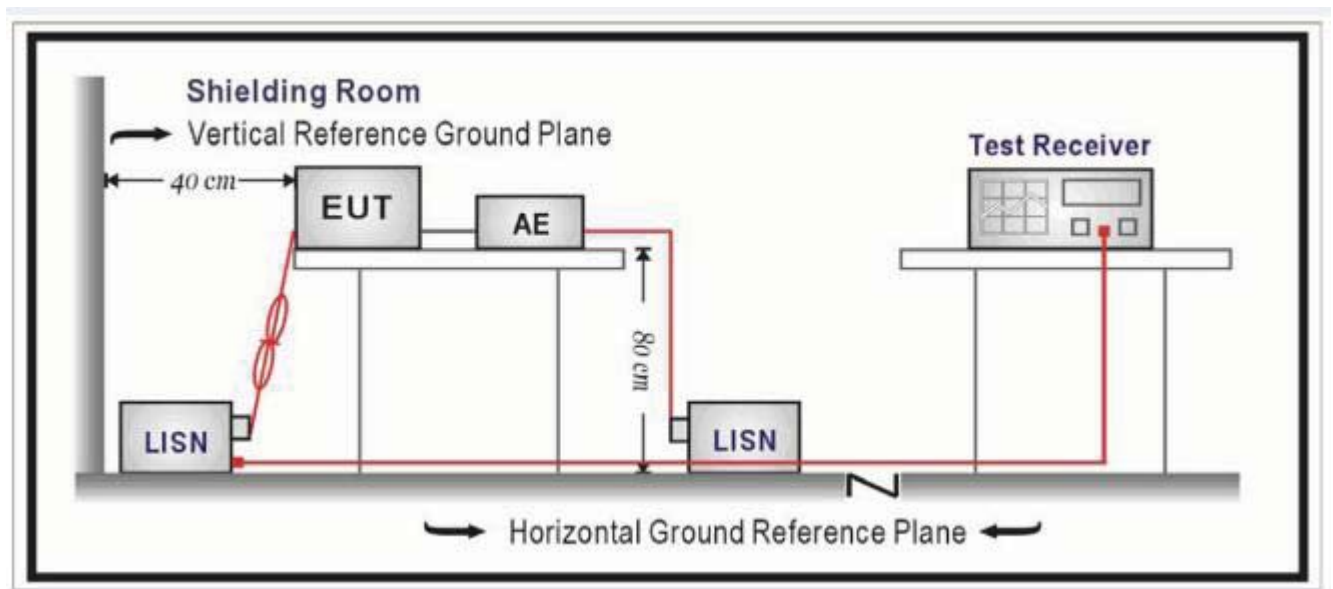 Shielding Room
Vertical Reference Ground Plane
Test Receiver
40 cm
EUT
AE
80 cm
LISN
LISN
Horizontal Ground Reference Plane